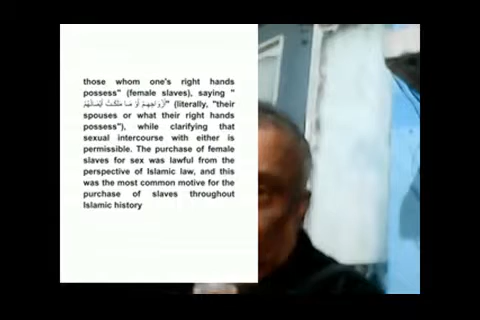 those whom one's right hands
possess" (female slaves), saying "
أَزْوَاجِهِمْ أَوْ مَا مَلَكَتْ أَيْمَانُهُمْ" (literally, "their
spouses or what their right hands
possess"), while clarifying that
sexual intercourse with either is
permissible. The purchase of female
slaves for sex was lawful from the
perspective of Islamic law, and this
was the most common motive for the
purchase of slaves throughout
Islamic history